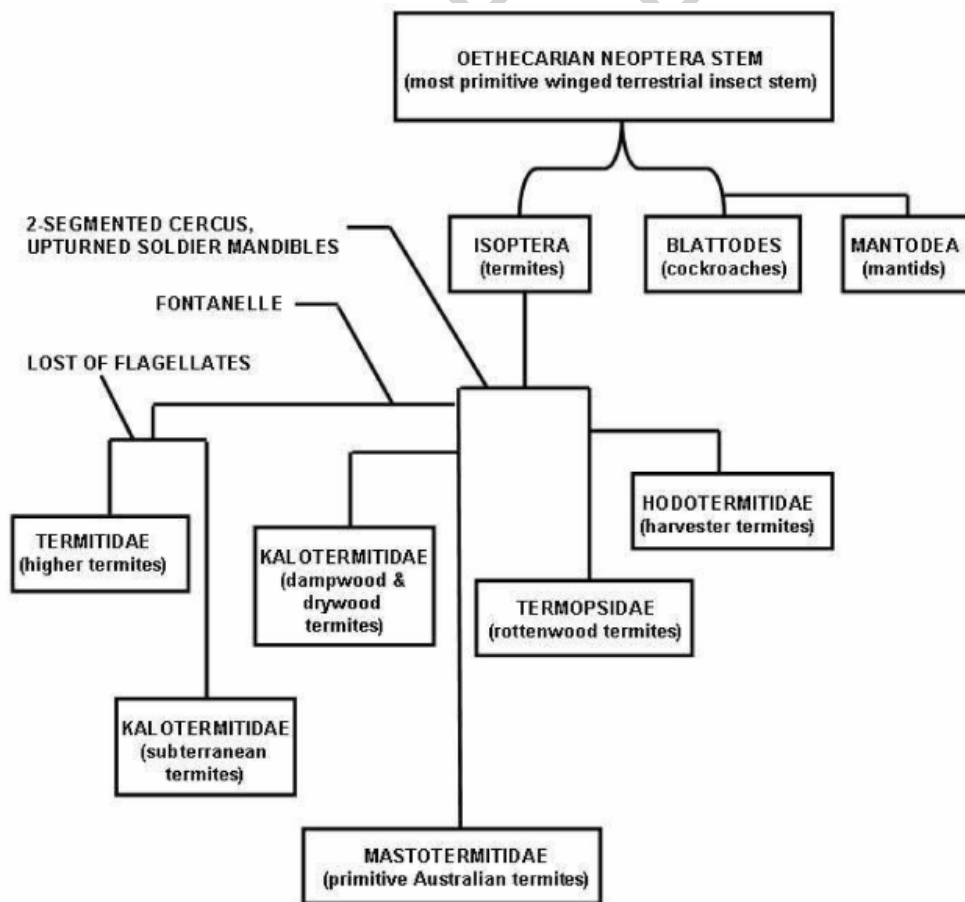 OETHECARIAN NEOPTERA STEM
(most primitive winged terrestrial insect stem)
2-SEGMENTED CERCUS,
UPTURNED SOLDIER MANDIBLES
ISOPTERA
(termites)
BLATTODES
(cockroaches)
MANTODEA
(mantids)
FONTANELLE
LOST OF FLAGELLATES
TERMITIDAE
(higher termites)
KALOTERMITIDAE
(dampwood &
drywood
termites)
HODOTERMITIDAE
(harvester termites)
TERMOPSIDAE
(rottenwood termites)
KALOTERMITIDAE
(subterranean
termites)
MASTOTERMITIDAE
(primitive Australian termites)